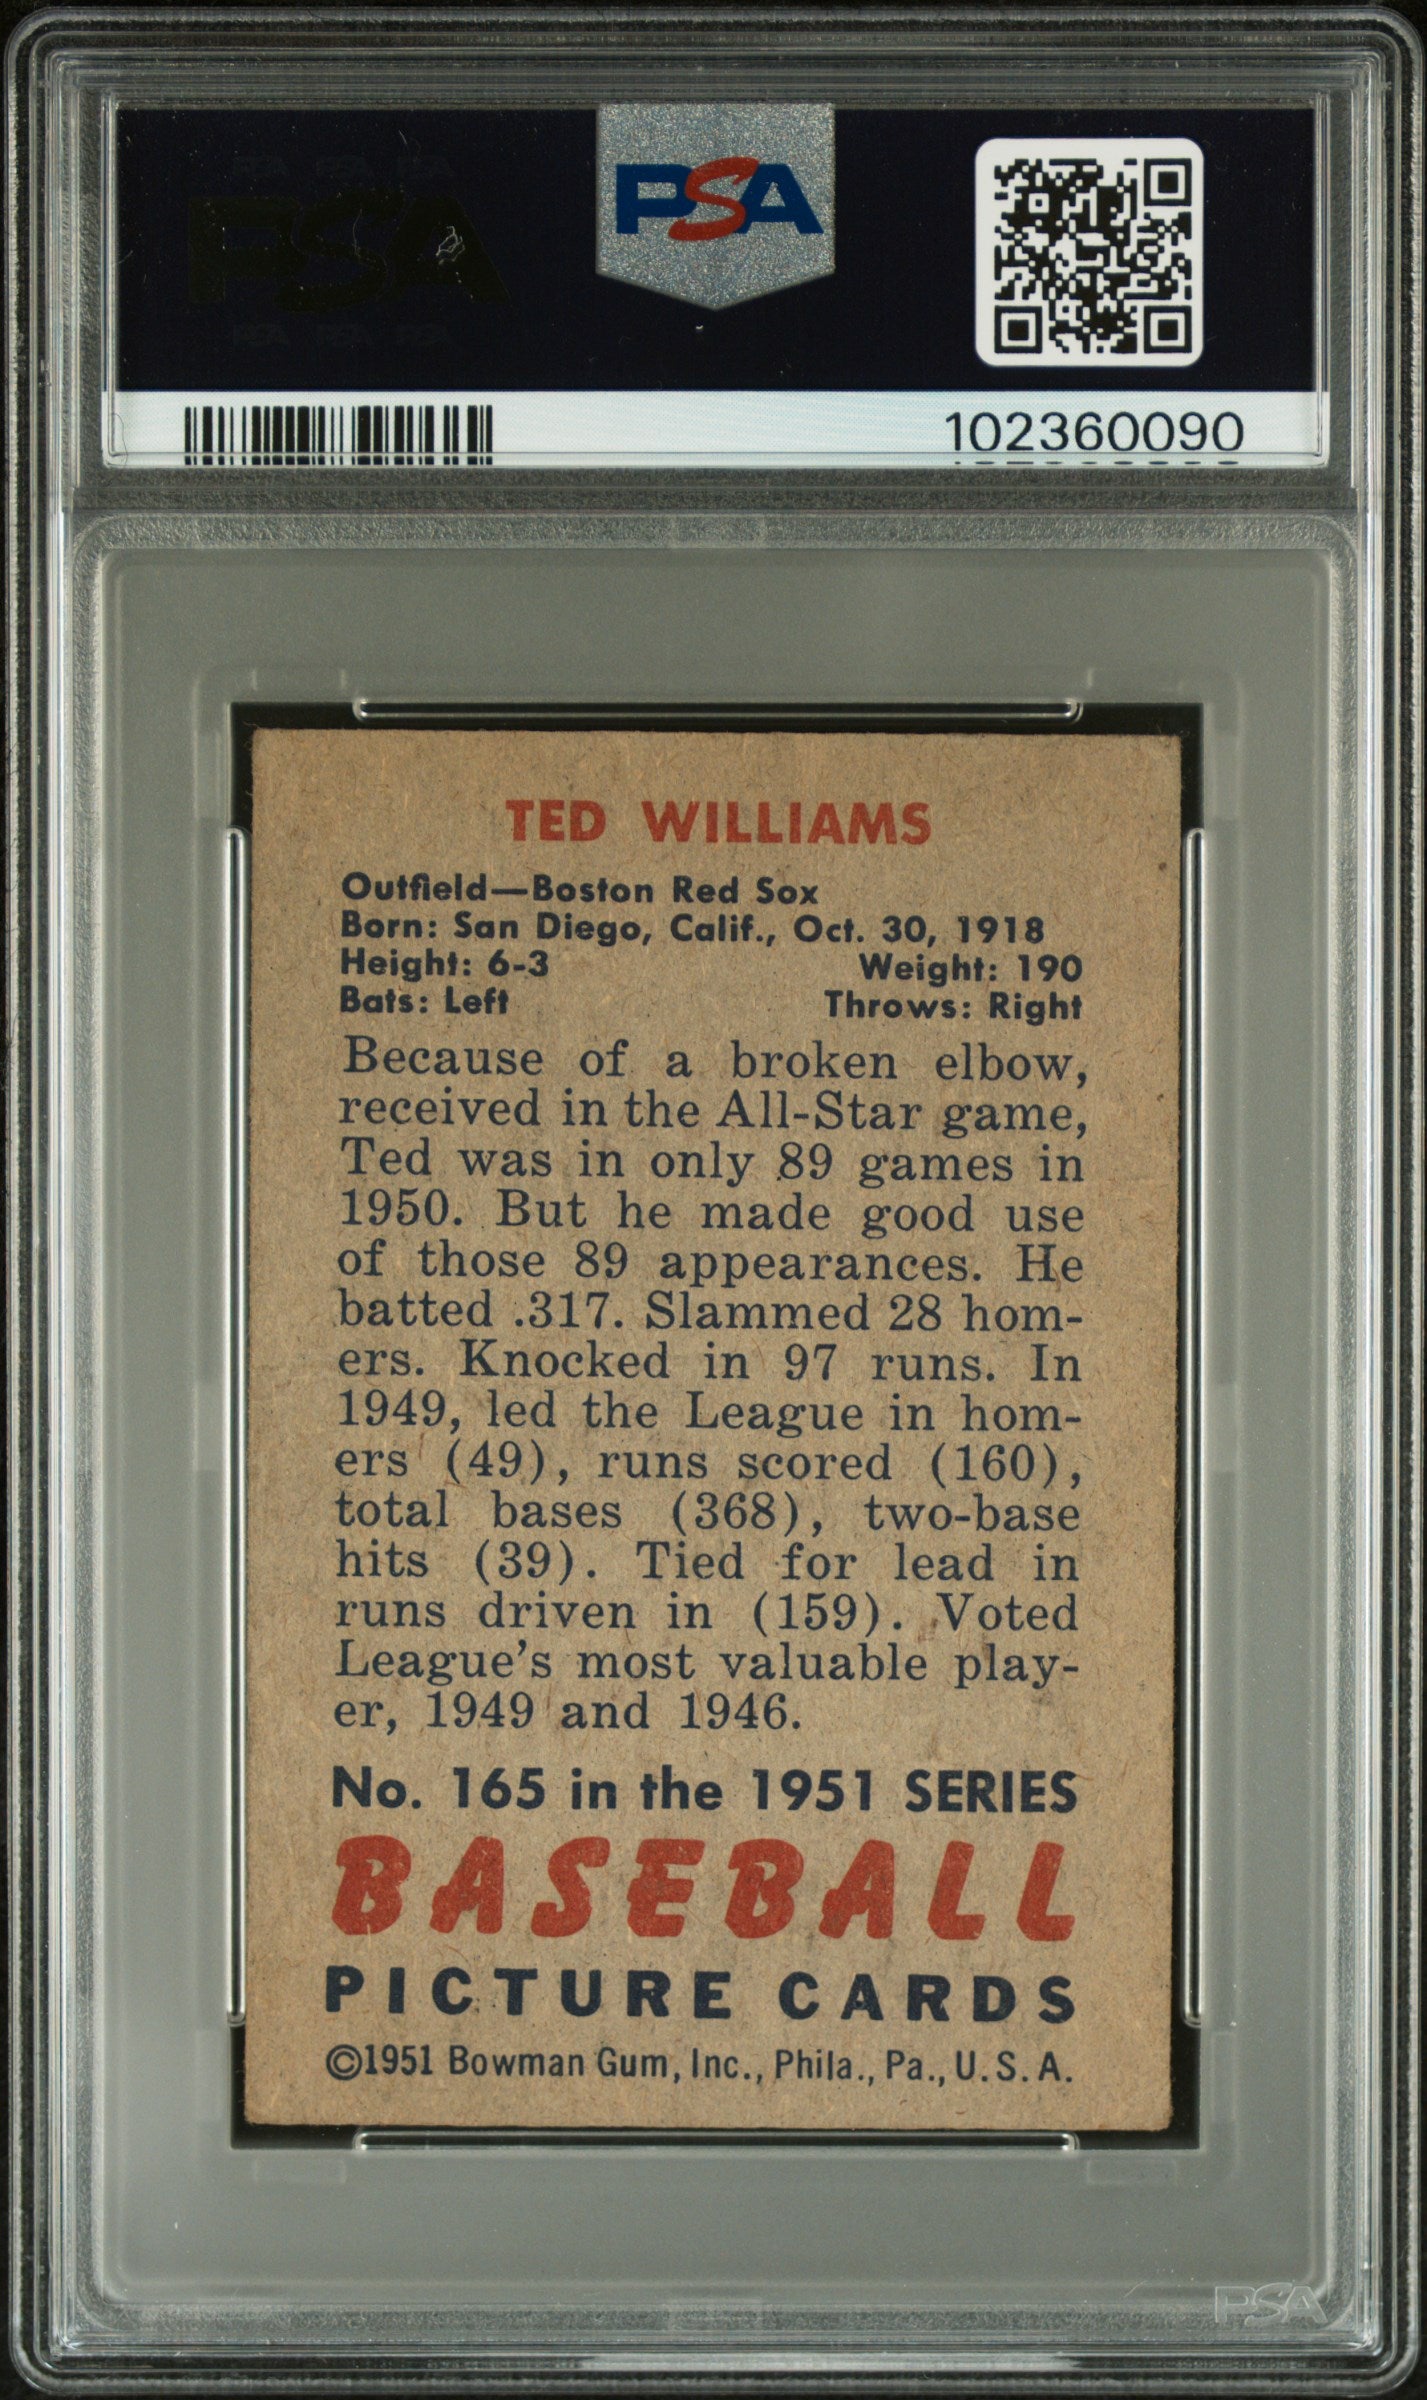 PSA
102360090
TED WILLIAMS
Outfield—Boston Red Sox
Born: San Diego, Calif., Oct. 30, 1918
Height: 6-3 Weight: 190
Bats: Left Throws: Right
Because of a broken elbow,
received in the All-Star game,
Ted was in only 89 games in
1950. But he made good use
of those 89 appearances. He
batted .317. Slammed 28 hom-
ers. Knocked in 97 runs. In
1949, led the League in hom-
ers (49), runs scored (160),
total bases (368), two-base
hits (39). Tied for lead in
runs driven in (159). Voted
League's most valuable play-
er, 1949 and 1946.
No. 165 in the 1951 SERIES
BASEBALL
PICTURE CARDS
©1951 Bowman Gum, Inc., Phila., Pa., U.S.A.
PSA